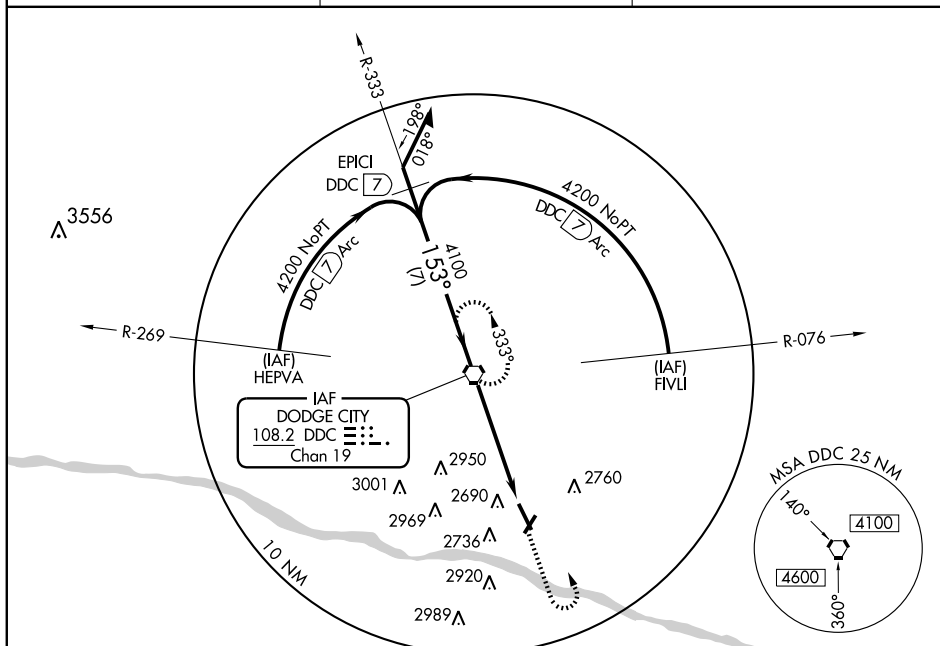 R-333
198°
018°
EPICI
DDC 7
3556
4200 NoPT
DDC 7 Arc
4200 NoPT
DDC 7 Arc
4100
153°
(7)
R-269
R-076
333°
(IAF)
HEPVA
(IAF)
FIVLI
IAF
DODGE CITY
108.2 DDC
Chan 19
2950
3001
2690
2760
2969
2736
2920
2989
10 NM
MSA DDC 25 NM
140°
4100
4600
360°